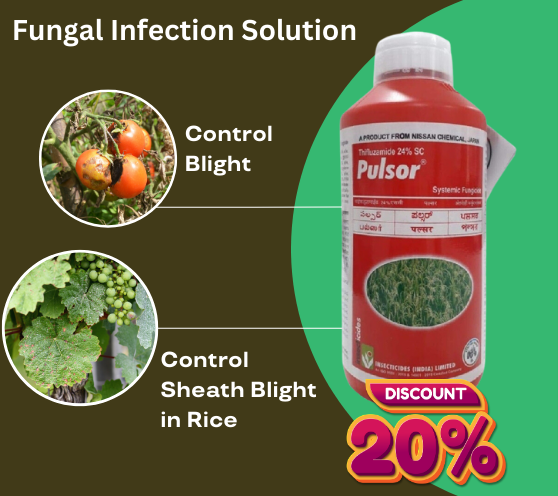 Fungal Infection Solution
Control
Blight
A PRODUCT FROM NISSAN CHEMICAL, JAPAN
Thifluzamide 24% SC
Pulsor®
Systemic Fungicide
पल्सर
INSECTICIDES (INDIA) LIMITED
Control
Sheath Blight
in Rice
DISCOUNT
20%